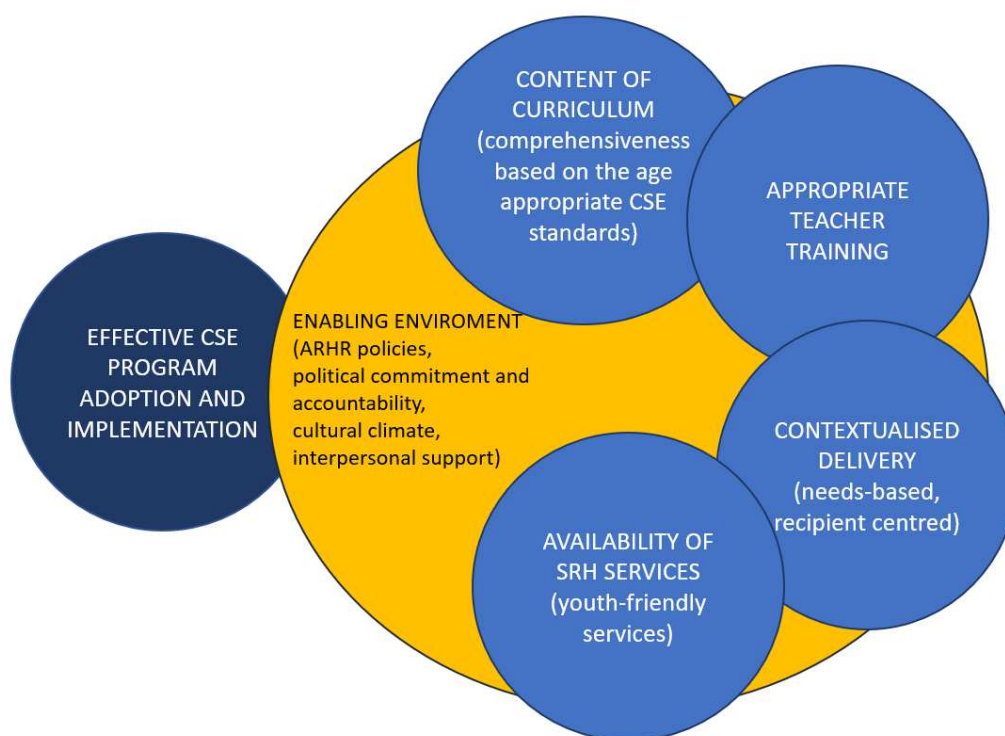 EFFECTIVE CSE
PROGRAM
ADOPTION AND
IMPLEMENTATION
ENABLING ENVIROMENT
(ARHR policies,
political commitment and
accountability,
cultural climate,
interpersonal support)
CONTENT OF
CURRICULUM
(comprehensiveness
based on the age
appropriate CSE
standards)
APPROPRIATE
TEACHER
TRAINING
CONTEXTUALISED
DELIVERY
(needs-based,
recipient centred)
AVAILABILITY OF
SRH SERVICES
(youth-friendly
services)